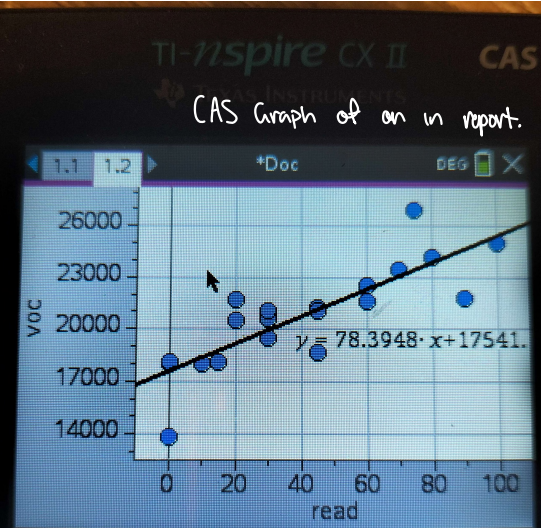 TI-nspire CX II CAS
TEXAS INSTRUMENTS
CAS Graph of on in report.
1.1 1.2 *Doc DEG
26000
23000
20000
17000
14000
voc
y = 78.3948· x+17541.
0 20 40 60 80 100
read